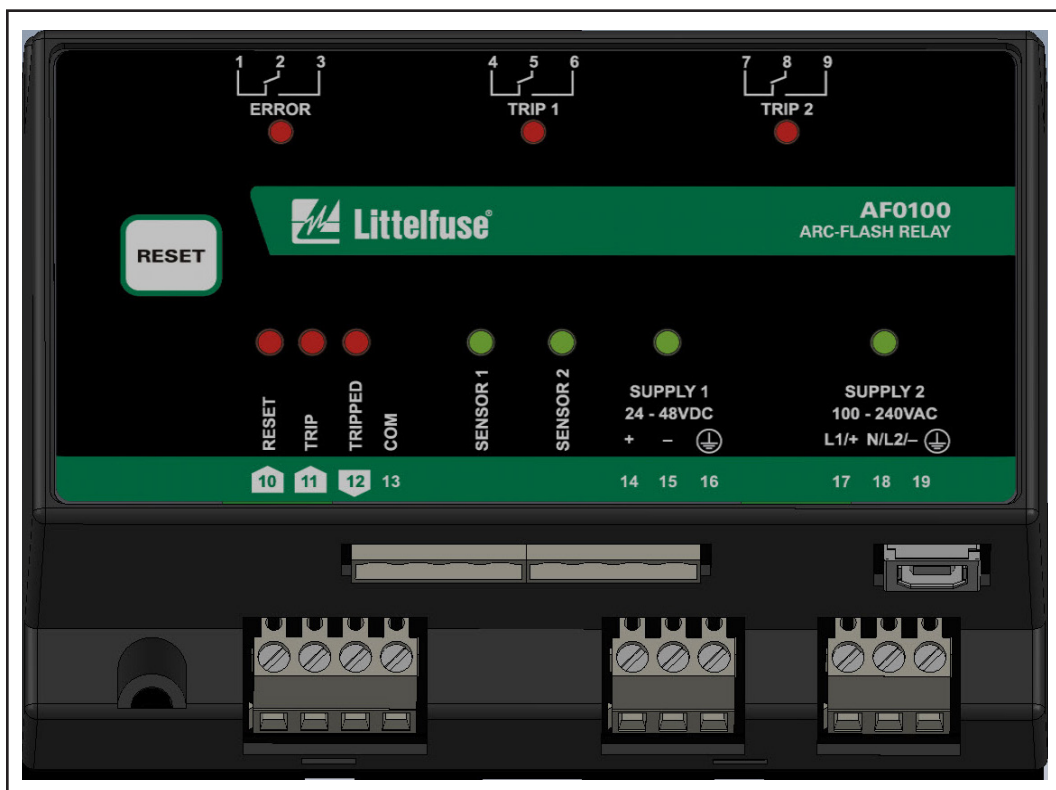 1 2 3
ERROR
4 5 6
TRIP 1
7 8 9
TRIP 2
RESET
Littelfuse®
AF0100
ARC-FLASH RELAY
RESET
TRIP
TRIPPED
COM
SENSOR 1
SENSOR 2
SUPPLY 1
24 - 48VDC
+ –
SUPPLY 2
100 - 240VAC
L1/+ N/L2/–
10 11 12 13
14 15 16
17 18 19